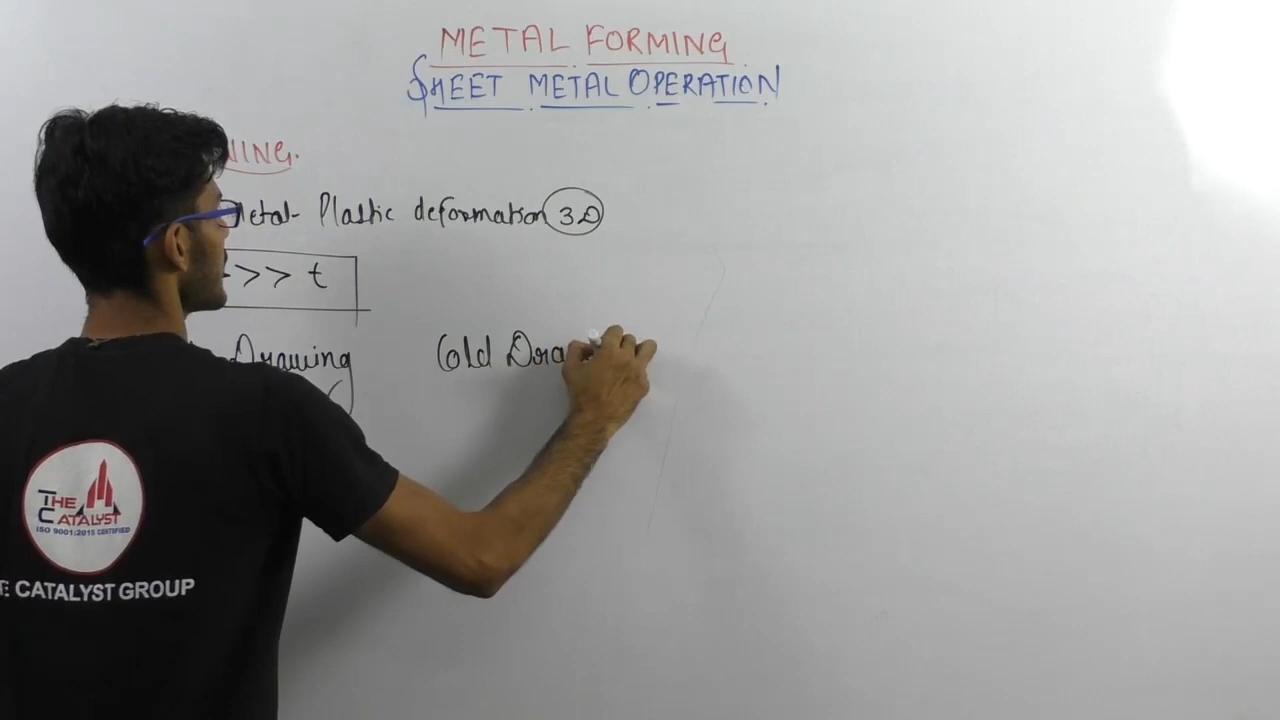 METAL FORMING
SHEET METAL OPERATION
NING.
Metal- Plastic deformation 3D
>> t
Drawing Cold Dra
THE
CATALYST
ISO 9001:2015 CERTIFIED
CATALYST GROUP